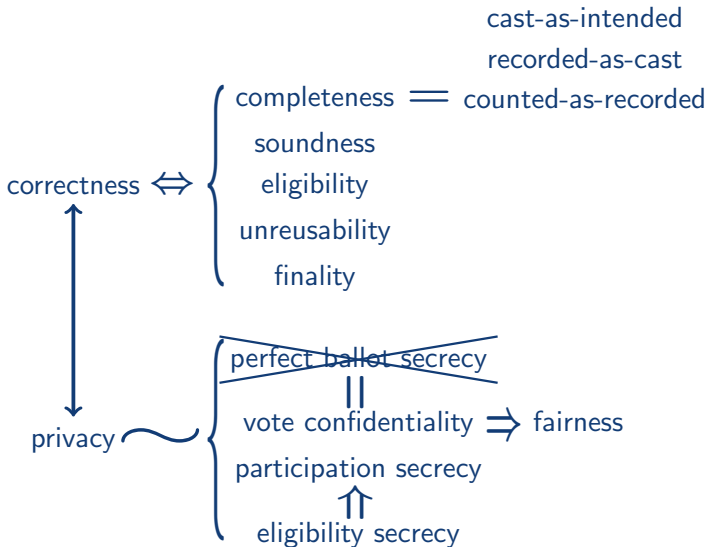 cast-as-intended
recorded-as-cast
completeness = counted-as-recorded
soundness
correctness ⇔ eligibility
unreusability
finality
perfect ballot secrecy
vote confidentiality ⇒ fairness
privacy
participation secrecy
eligibility secrecy